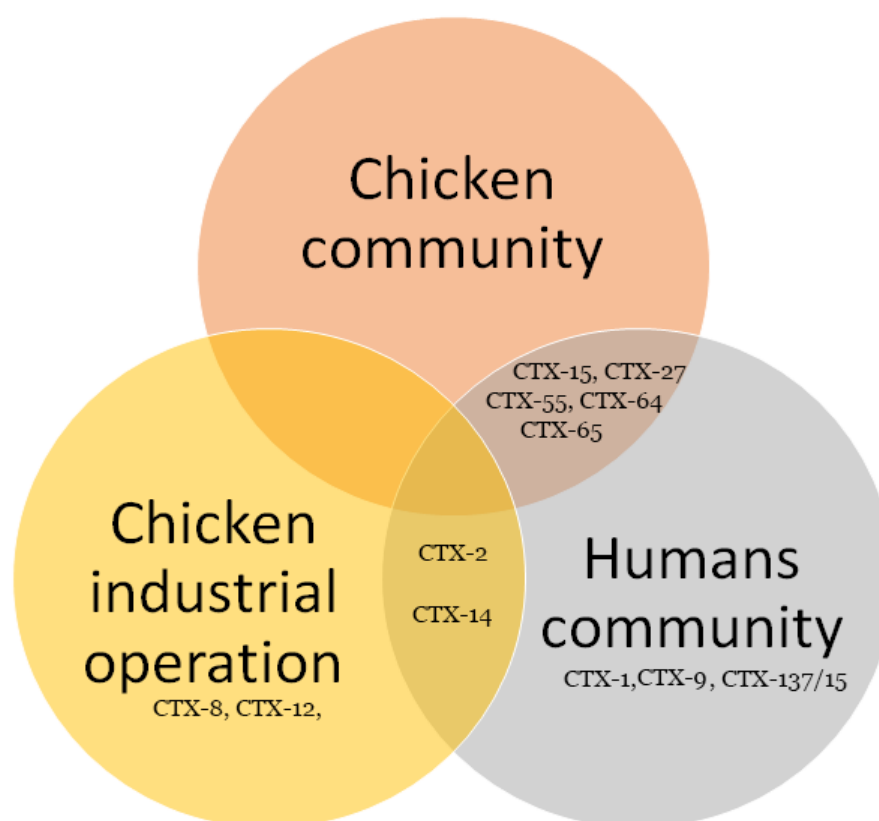 Chicken
community
CTX-15, CTX-27
CTX-55, CTX-64
CTX-65
Chicken
industrial
operation
CTX-8, CTX-12,
CTX-2
CTX-14
Humans
community
CTX-1,CTX-9, CTX-137/15